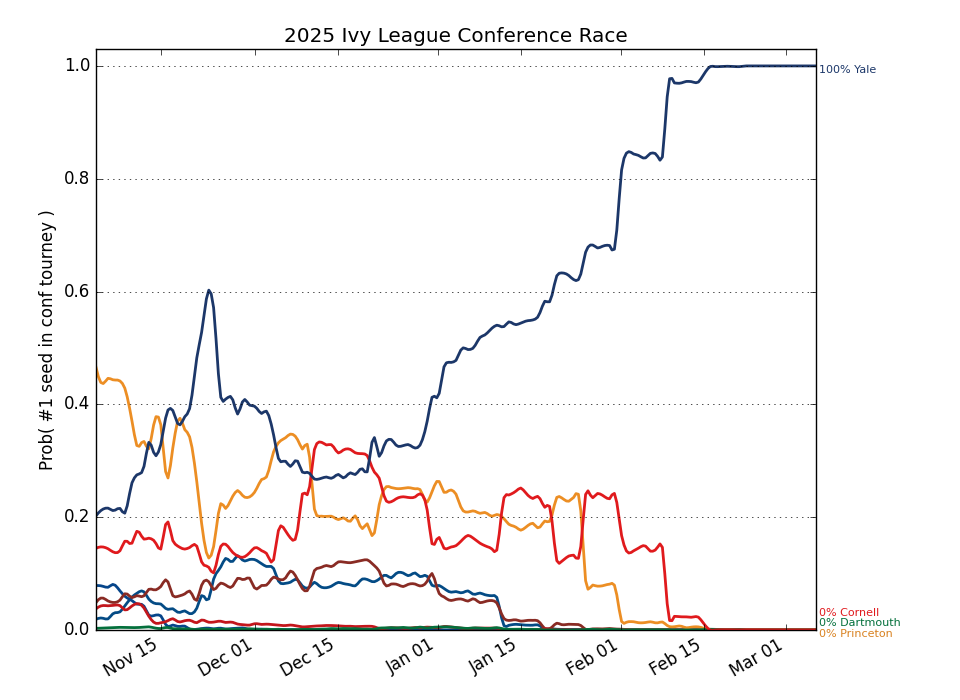 2025 Ivy League Conference Race
Prob( #1 seed in conf tourney )
1.0
0.8
0.6
0.4
0.2
0.0
Nov 15
Dec 01
Dec 15
Jan 01
Jan 15
Feb 01
Feb 15
Mar 01
100% Yale
0% Cornell
0% Dartmouth
0% Princeton